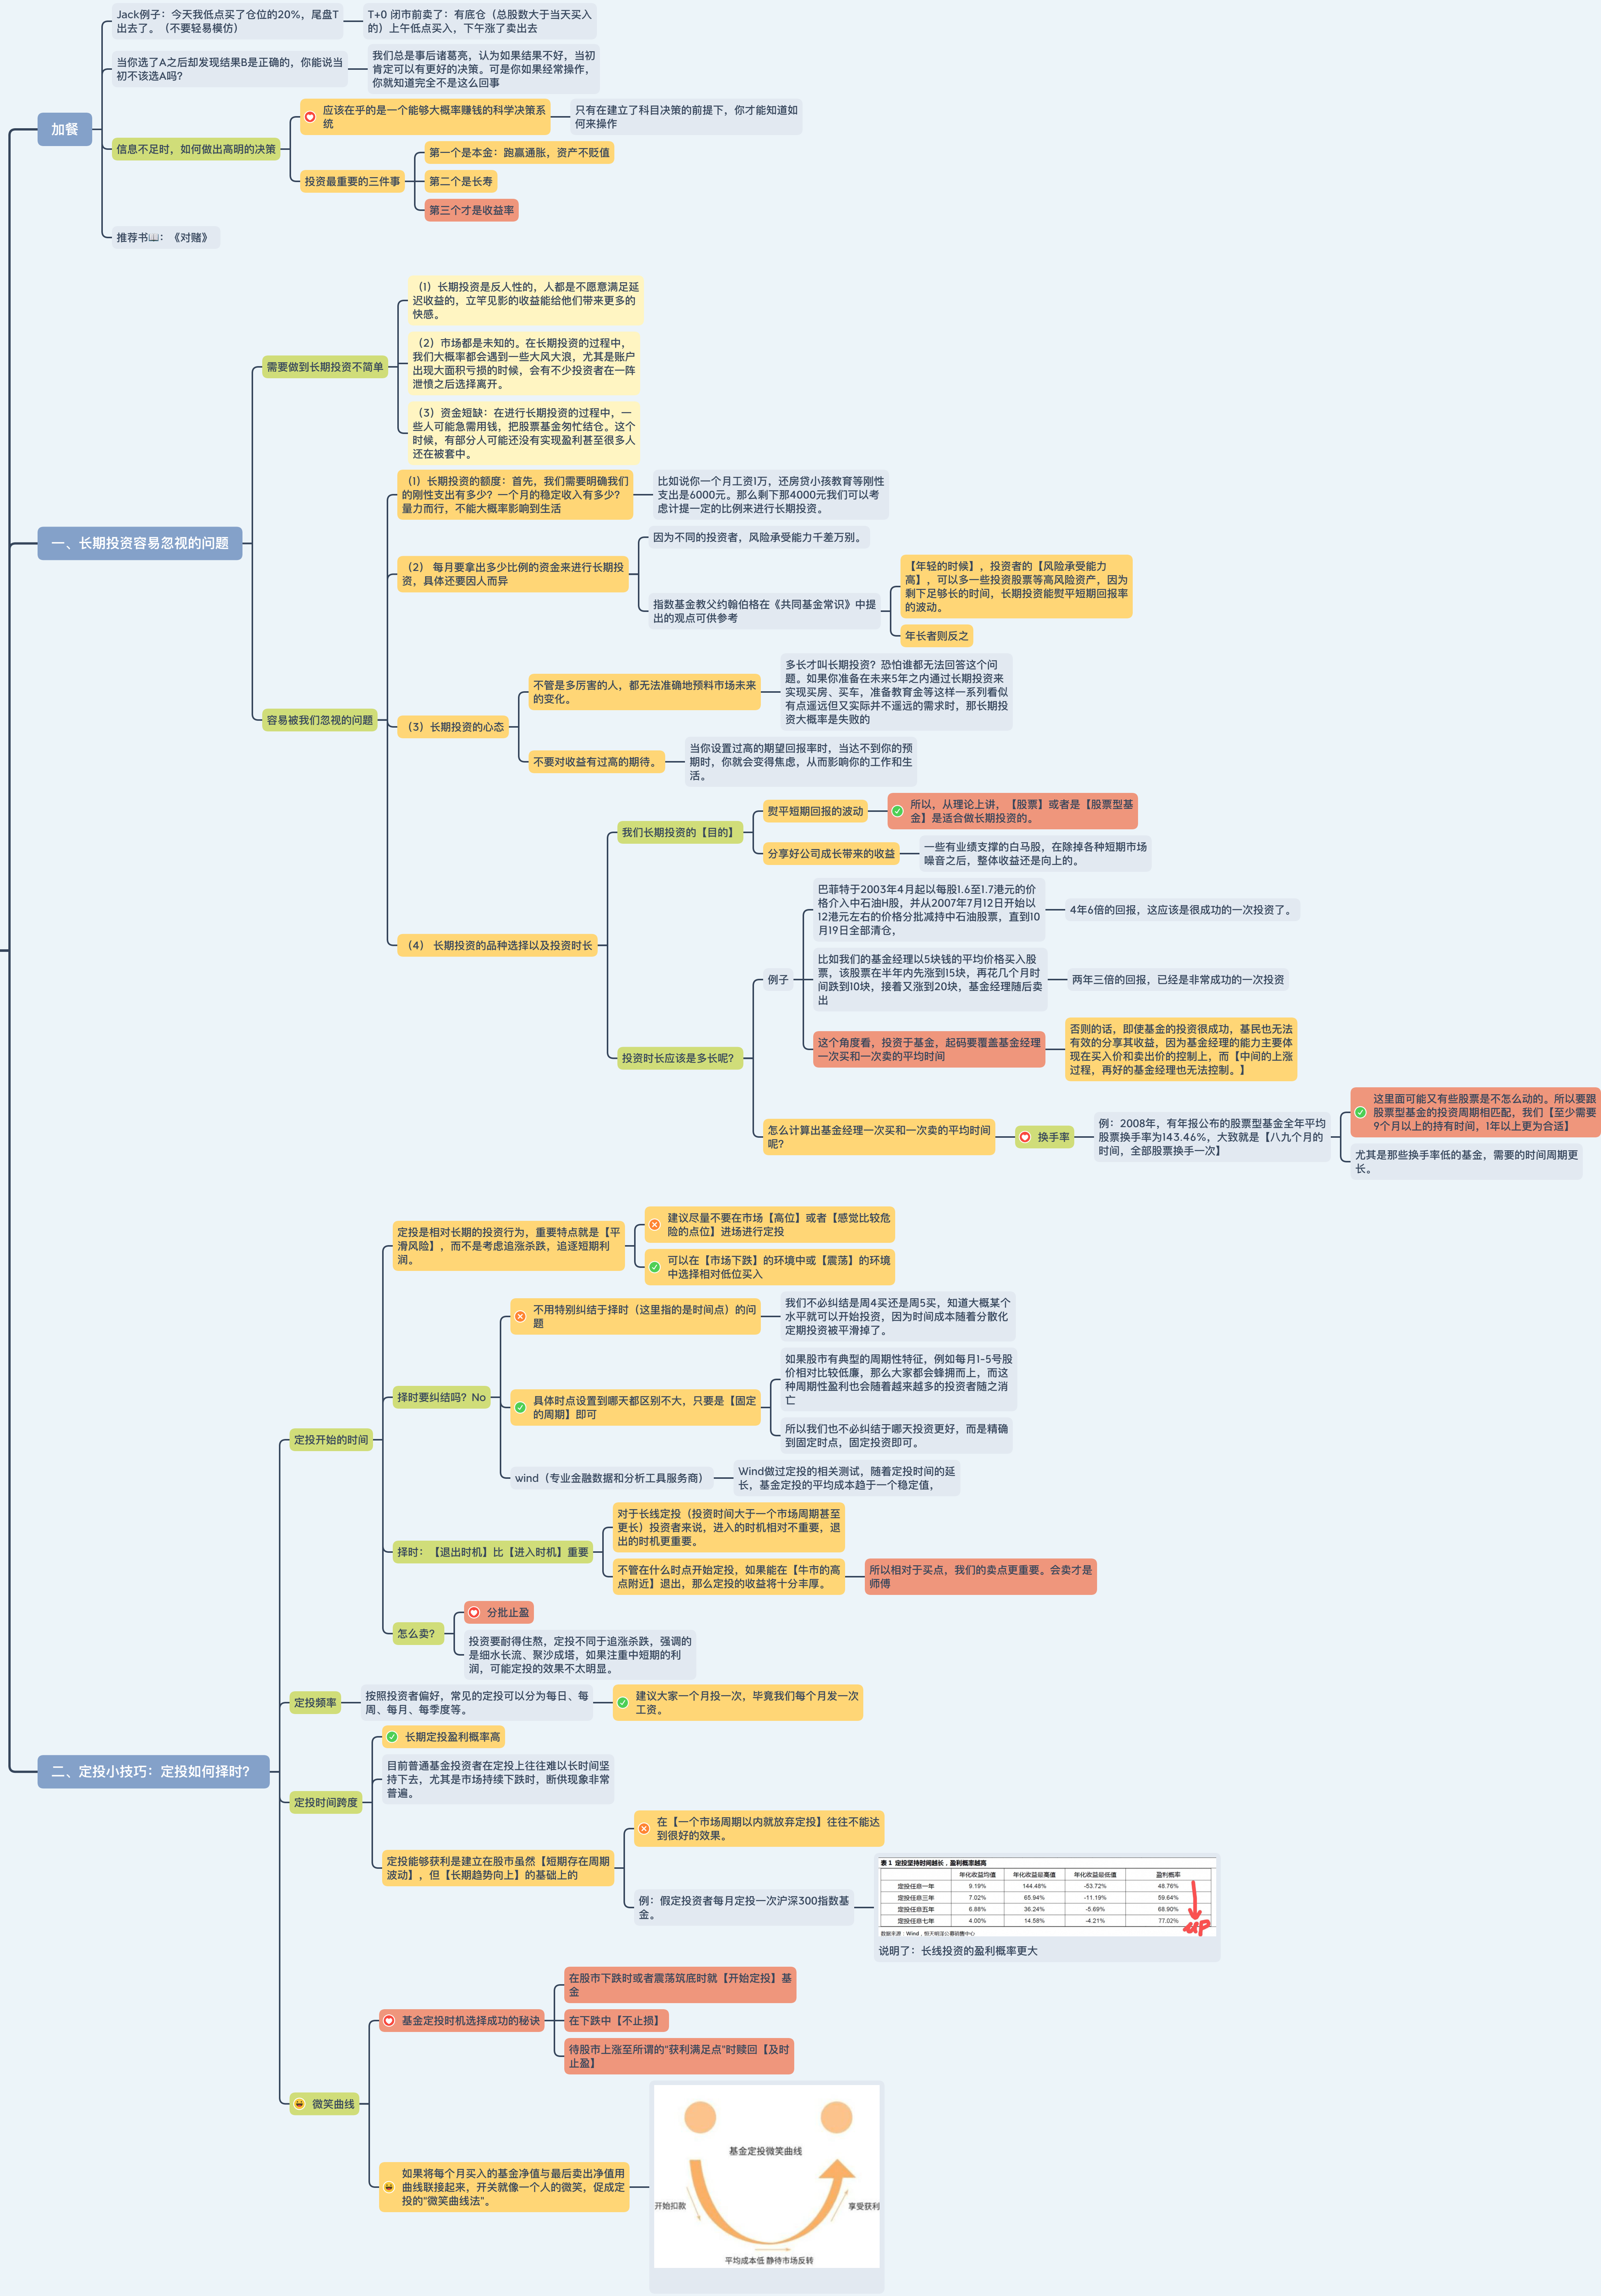 Jack例子：今天我低点买了仓位的20%，尾盘T
出去了。（不要轻易模仿）
T+0 闭市前卖了：有底仓（总股数大于当天买入
的）上午低点买入，下午涨了卖出去
当你选了A之后却发现结果B是正确的，你能说当
初不该选A吗？
我们总是事后诸葛亮，认为如果结果不好，当初
肯定可以有更好的决策。可是你如果经常操作，
你就知道完全不是这么回事
加餐
信息不足时，如何做出高明的决策
应该在乎的是一个能够大概率赚钱的科学决策系
统
只有在建立了科目决策的前提下，你才能知道如
何来操作
投资最重要的三件事
第一个是本金：跑赢通胀，资产不贬值
第二个是长寿
第三个才是收益率
推荐书📖：《对赌》
一、长期投资容易忽视的问题
需要做到长期投资不简单
（1）长期投资是反人性的，人都是不愿意满足延
迟收益的，立竿见影的收益能给他们带来更多的
快感。
（2）市场都是未知的。在长期投资的过程中，
我们大概率都会遇到一些大风大浪，尤其是账户
出现大面积亏损的时候，会有不少投资者在一阵
泄愤之后选择离开。
（3）资金短缺：在进行长期投资的过程中，一
些人可能急需用钱，把股票基金匆忙结仓。这个
时候，有部分人可能还没有实现盈利甚至很多人
还在被套中。
容易被我们忽视的问题
（1）长期投资的额度：首先，我们需要明确我们
的刚性支出有多少？一个月的稳定收入有多少？
量力而行，不能大概率影响到生活
比如说你一个月工资1万，还房贷小孩教育等刚性
支出是6000元。那么剩下那4000元我们可以考
虑计提一定的比例来进行长期投资。
（2） 每月要拿出多少比例的资金来进行长期投
资，具体还要因人而异
因为不同的投资者，风险承受能力千差万别。
指数基金教父约翰伯格在《共同基金常识》中提
出的观点可供参考
【年轻的时候】，投资者的【风险承受能力
高】，可以多一些投资股票等高风险资产，因为
剩下足够长的时间，长期投资能熨平短期回报率
的波动。
年长者则反之
（3）长期投资的心态
不管是多厉害的人，都无法准确地预料市场未来
的变化。
多长才叫长期投资？恐怕谁都无法回答这个问
题。如果你准备在未来5年之内通过长期投资来
实现买房、买车，准备教育金等这样一系列看似
有点遥远但又实际并不遥远的需求时，那长期投
资大概率是失败的
不要对收益有过高的期待。
当你设置过高的期望回报率时，当达不到你的预
期时，你就会变得焦虑，从而影响你的工作和生
活。
（4） 长期投资的品种选择以及投资时长
我们长期投资的【目的】
熨平短期回报的波动
所以，从理论上讲，【股票】或者是【股票型基
金】是适合做长期投资的。
分享好公司成长带来的收益
一些有业绩支撑的白马股，在除掉各种短期市场
噪音之后，整体收益还是向上的。
投资时长应该是多长呢？
例子
巴菲特于2003年4月起以每股1.6至1.7港元的价
格介入中石油H股，并从2007年7月12日开始以
12港元左右的价格分批减持中石油股票，直到10
月19日全部清仓，
4年6倍的回报，这应该是很成功的一次投资了。
比如我们的基金经理以5块钱的平均价格买入股
票，该股票在半年内先涨到15块，再花几个月时
间跌到10块，接着又涨到20块，基金经理随后卖
出
两年三倍的回报，已经是非常成功的一次投资
这个角度看，投资于基金，起码要覆盖基金经理
一次买和一次卖的平均时间
否则的话，即使基金的投资很成功，基民也无法
有效的分享其收益，因为基金经理的能力主要体
现在买入价和卖出价的控制上，而【中间的上涨
过程，再好的基金经理也无法控制。】
怎么计算出基金经理一次买和一次卖的平均时间
呢？
换手率
例：2008年，有年报公布的股票型基金全年平均
股票换手率为143.46%，大致就是【八九个月的
时间，全部股票换手一次】
这里面可能又有些股票是不怎么动的。所以要跟
股票型基金的投资周期相匹配，我们【至少需要
9个月以上的持有时间，1年以上更为合适】
尤其是那些换手率低的基金，需要的时间周期更
长。
二、定投小技巧：定投如何择时？
定投开始的时间
定投是相对长期的投资行为，重要特点就是【平
滑风险】，而不是考虑追涨杀跌，追逐短期利
润。
建议尽量不要在市场【高位】或者【感觉比较危
险的点位】进场进行定投
可以在【市场下跌】的环境中或【震荡】的环境
中选择相对低位买入
择时要纠结吗？No
不用特别纠结于择时（这里指的是时间点）的问
题
我们不必纠结是周4买还是周5买，知道大概某个
水平就可以开始投资，因为时间成本随着分散化
定期投资被平滑掉了。
具体时点设置到哪天都区别不大，只要是【固定
的周期】即可
如果股市有典型的周期性特征，例如每月1-5号股
价相对比较低廉，那么大家都会蜂拥而上，而这
种周期性盈利也会随着越来越多的投资者随之消
亡
所以我们也不必纠结于哪天投资更好，而是精确
到固定时点，固定投资即可。
wind（专业金融数据和分析工具服务商）
Wind做过定投的相关测试，随着定投时间的延
长，基金定投的平均成本趋于一个稳定值，
择时：【退出时机】比【进入时机】重要
对于长线定投（投资时间大于一个市场周期甚至
更长）投资者来说，进入的时机相对不重要，退
出的时机更重要。
不管在什么时点开始定投，如果能在【牛市的高
点附近】退出，那么定投的收益将十分丰厚。
所以相对于买点，我们的卖点更重要。会卖才是
师傅
怎么卖？
分批止盈
投资要耐得住熬，定投不同于追涨杀跌，强调的
是细水长流、聚沙成塔，如果注重中短期的利
润，可能定投的效果不太明显。
定投频率
按照投资者偏好，常见的定投可以分为每日、每
周、每月、每季度等。
建议大家一个月投一次，毕竟我们每个月发一次
工资。
定投时间跨度
长期定投盈利概率高
目前普通基金投资者在定投上往往难以长时间坚
持下去，尤其是市场持续下跌时，断供现象非常
普遍。
定投能够获利是建立在股市虽然【短期存在周期
波动】，但【长期趋势向上】的基础上的
在【一个市场周期以内就放弃定投】往往不能达
到很好的效果。
例：假定投资者每月定投一次沪深300指数基
金。
表 1 定投坚持时间越长，盈利概率越高
年化收益均值 年化收益最高值 年化收益最低值 盈利概率
定投任意一年 9.19% 144.48% -53.72% 48.76%
定投任意三年 7.02% 65.94% -11.19% 59.64%
定投任意五年 6.88% 36.24% -5.69% 68.90%
定投任意七年 4.00% 14.58% -4.21% 77.02%
up
数据来源：Wind，恒天明泽公募销售中心
说明了：长线投资的盈利概率更大
微笑曲线
基金定投时机选择成功的秘诀
在股市下跌时或者震荡筑底时就【开始定投】基
金
在下跌中【不止损】
待股市上涨至所谓的"获利满足点"时赎回【及时
止盈】
如果将每个月买入的基金净值与最后卖出净值用
曲线联接起来，开关就像一个人的微笑，促成定
投的"微笑曲线法"。
基金定投微笑曲线
开始扣款
享受获利
平均成本低 静待市场反转